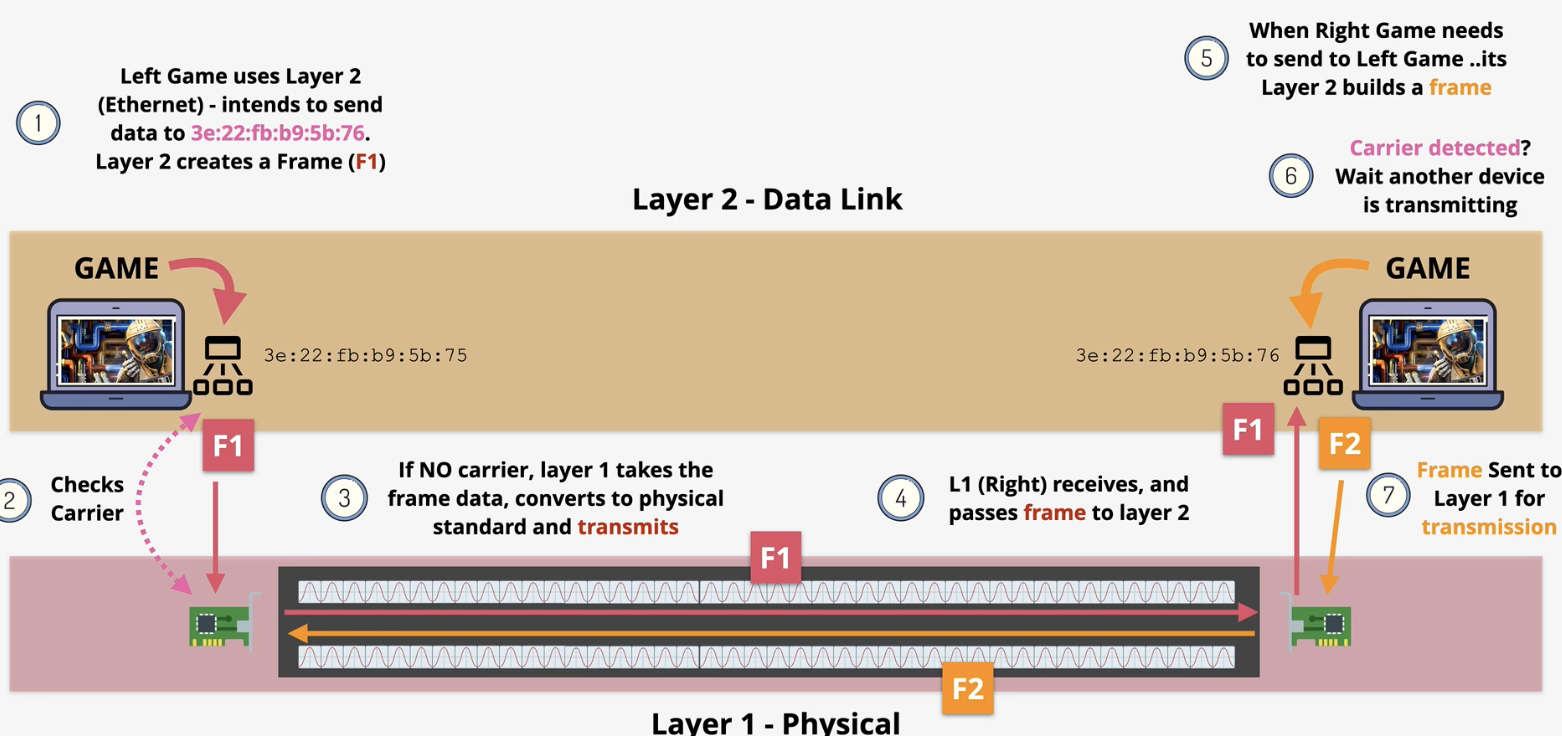 1
Left Game uses Layer 2
(Ethernet) - intends to send
data to 3e:22:fb:b9:5b:76.
Layer 2 creates a Frame (F1)
5
When Right Game needs
to send to Left Game ..its
Layer 2 builds a frame
6
Carrier detected?
Wait another device
is transmitting
Layer 2 - Data Link
GAME
3e:22:fb:b9:5b:75
3e:22:fb:b9:5b:76
GAME
F1
F1
F2
2
Checks
Carrier
3
If NO carrier, layer 1 takes the
frame data, converts to physical
standard and transmits
4
L1 (Right) receives, and
passes frame to layer 2
7
Frame Sent to
Layer 1 for
transmission
F1
F2
Layer 1 - Physical